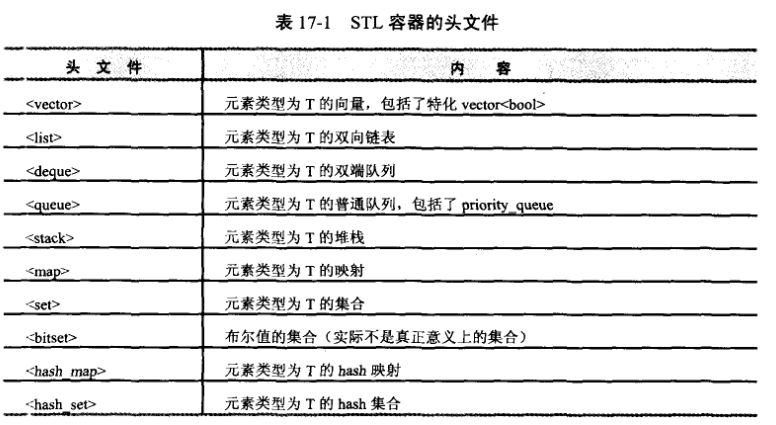 表 17-1 STL 容器的头文件
头 文 件 内 容
<vector> 元素类型为 T 的向量，包括了特化 vector<bool>
<list> 元素类型为 T 的双向链表
<deque> 元素类型为 T 的双端队列
<queue> 元素类型为 T 的普通队列，包括了 priority_queue
<stack> 元素类型为 T 的堆栈
<map> 元素类型为 T 的映射
<set> 元素类型为 T 的集合
<bitset> 布尔值的集合（实际不是真正意义上的集合）
<hash_map> 元素类型为 T 的 hash 映射
<hash_set> 元素类型为 T 的 hash 集合